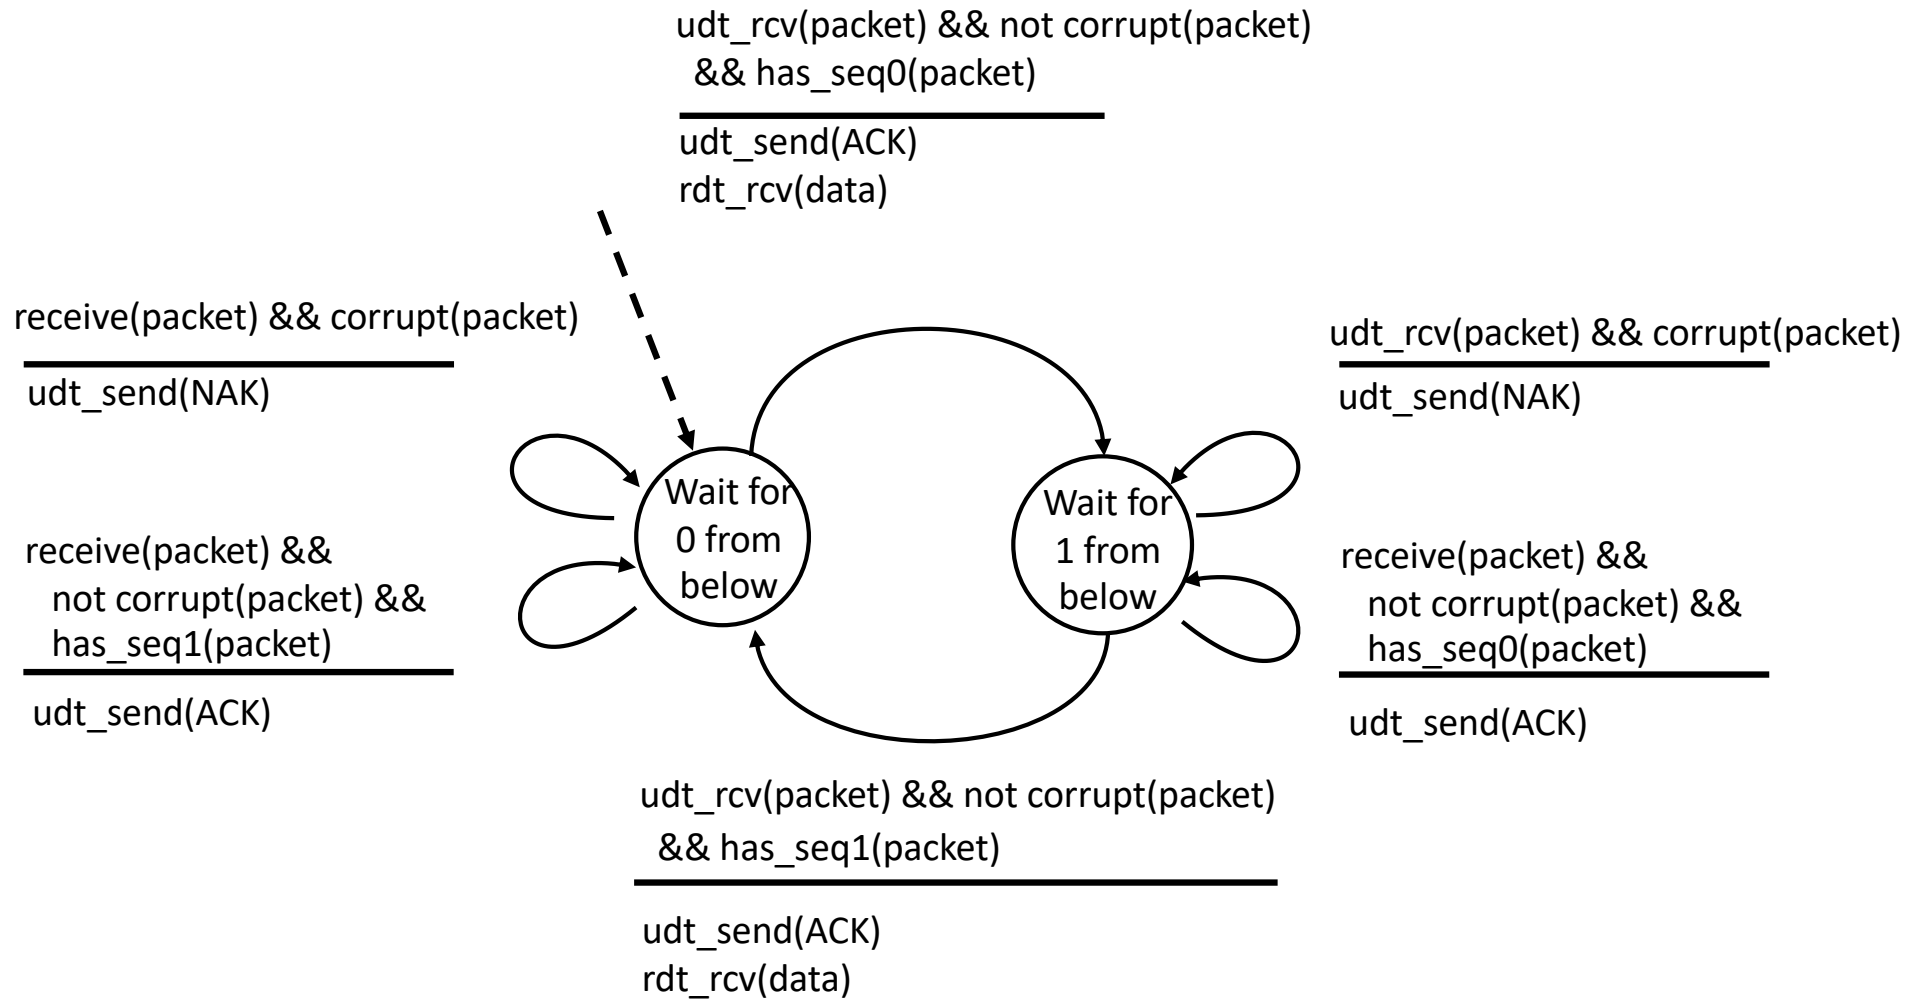 udt_rcv(packet) && not corrupt(packet)
&& has_seq0(packet)
udt_send(ACK)
rdt_rcv(data)
receive(packet) && corrupt(packet)
udt_send(NAK)
udt_rcv(packet) && corrupt(packet)
udt_send(NAK)
Wait for
0 from
below
Wait for
1 from
below
receive(packet) &&
not corrupt(packet) &&
has_seq1(packet)
udt_send(ACK)
receive(packet) &&
not corrupt(packet) &&
has_seq0(packet)
udt_send(ACK)
udt_rcv(packet) && not corrupt(packet)
&& has_seq1(packet)
udt_send(ACK)
rdt_rcv(data)